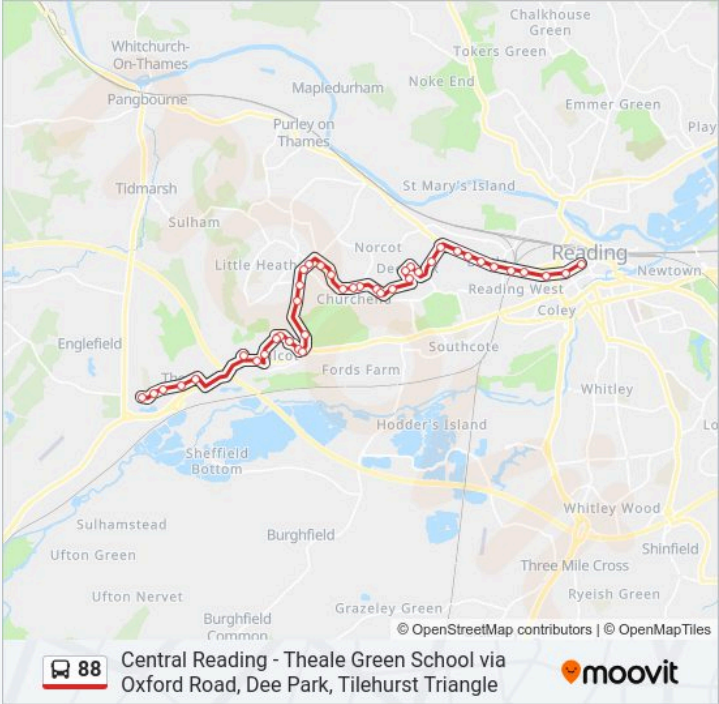 Chalkhouse
Green
Whitchurch-
On-Thames
Tokers Green
Noke End
Mapledurham
Pangbourne
Emmer Green
Purley on
Thames
Play
Tidmarsh
St Mary's Island
Sulham
Norcot
Reading
Little Heath
Newtown
Reading West
Churchend
Coley
Englefield
Southcote
Fords Farm
Whitley
Hodder's Island
Lo
Sheffield
Bottom
Whitley Wood
Sulhamstead
Burghfield
Shinfield
Ufton Green
Three Mile Cross
Ufton Nervet
Ryeish Green
Grazeley Green
Burghfield
Common
© OpenStreetMap contributors | © OpenMapTiles
88
Central Reading - Theale Green School via
Oxford Road, Dee Park, Tilehurst Triangle
moovit